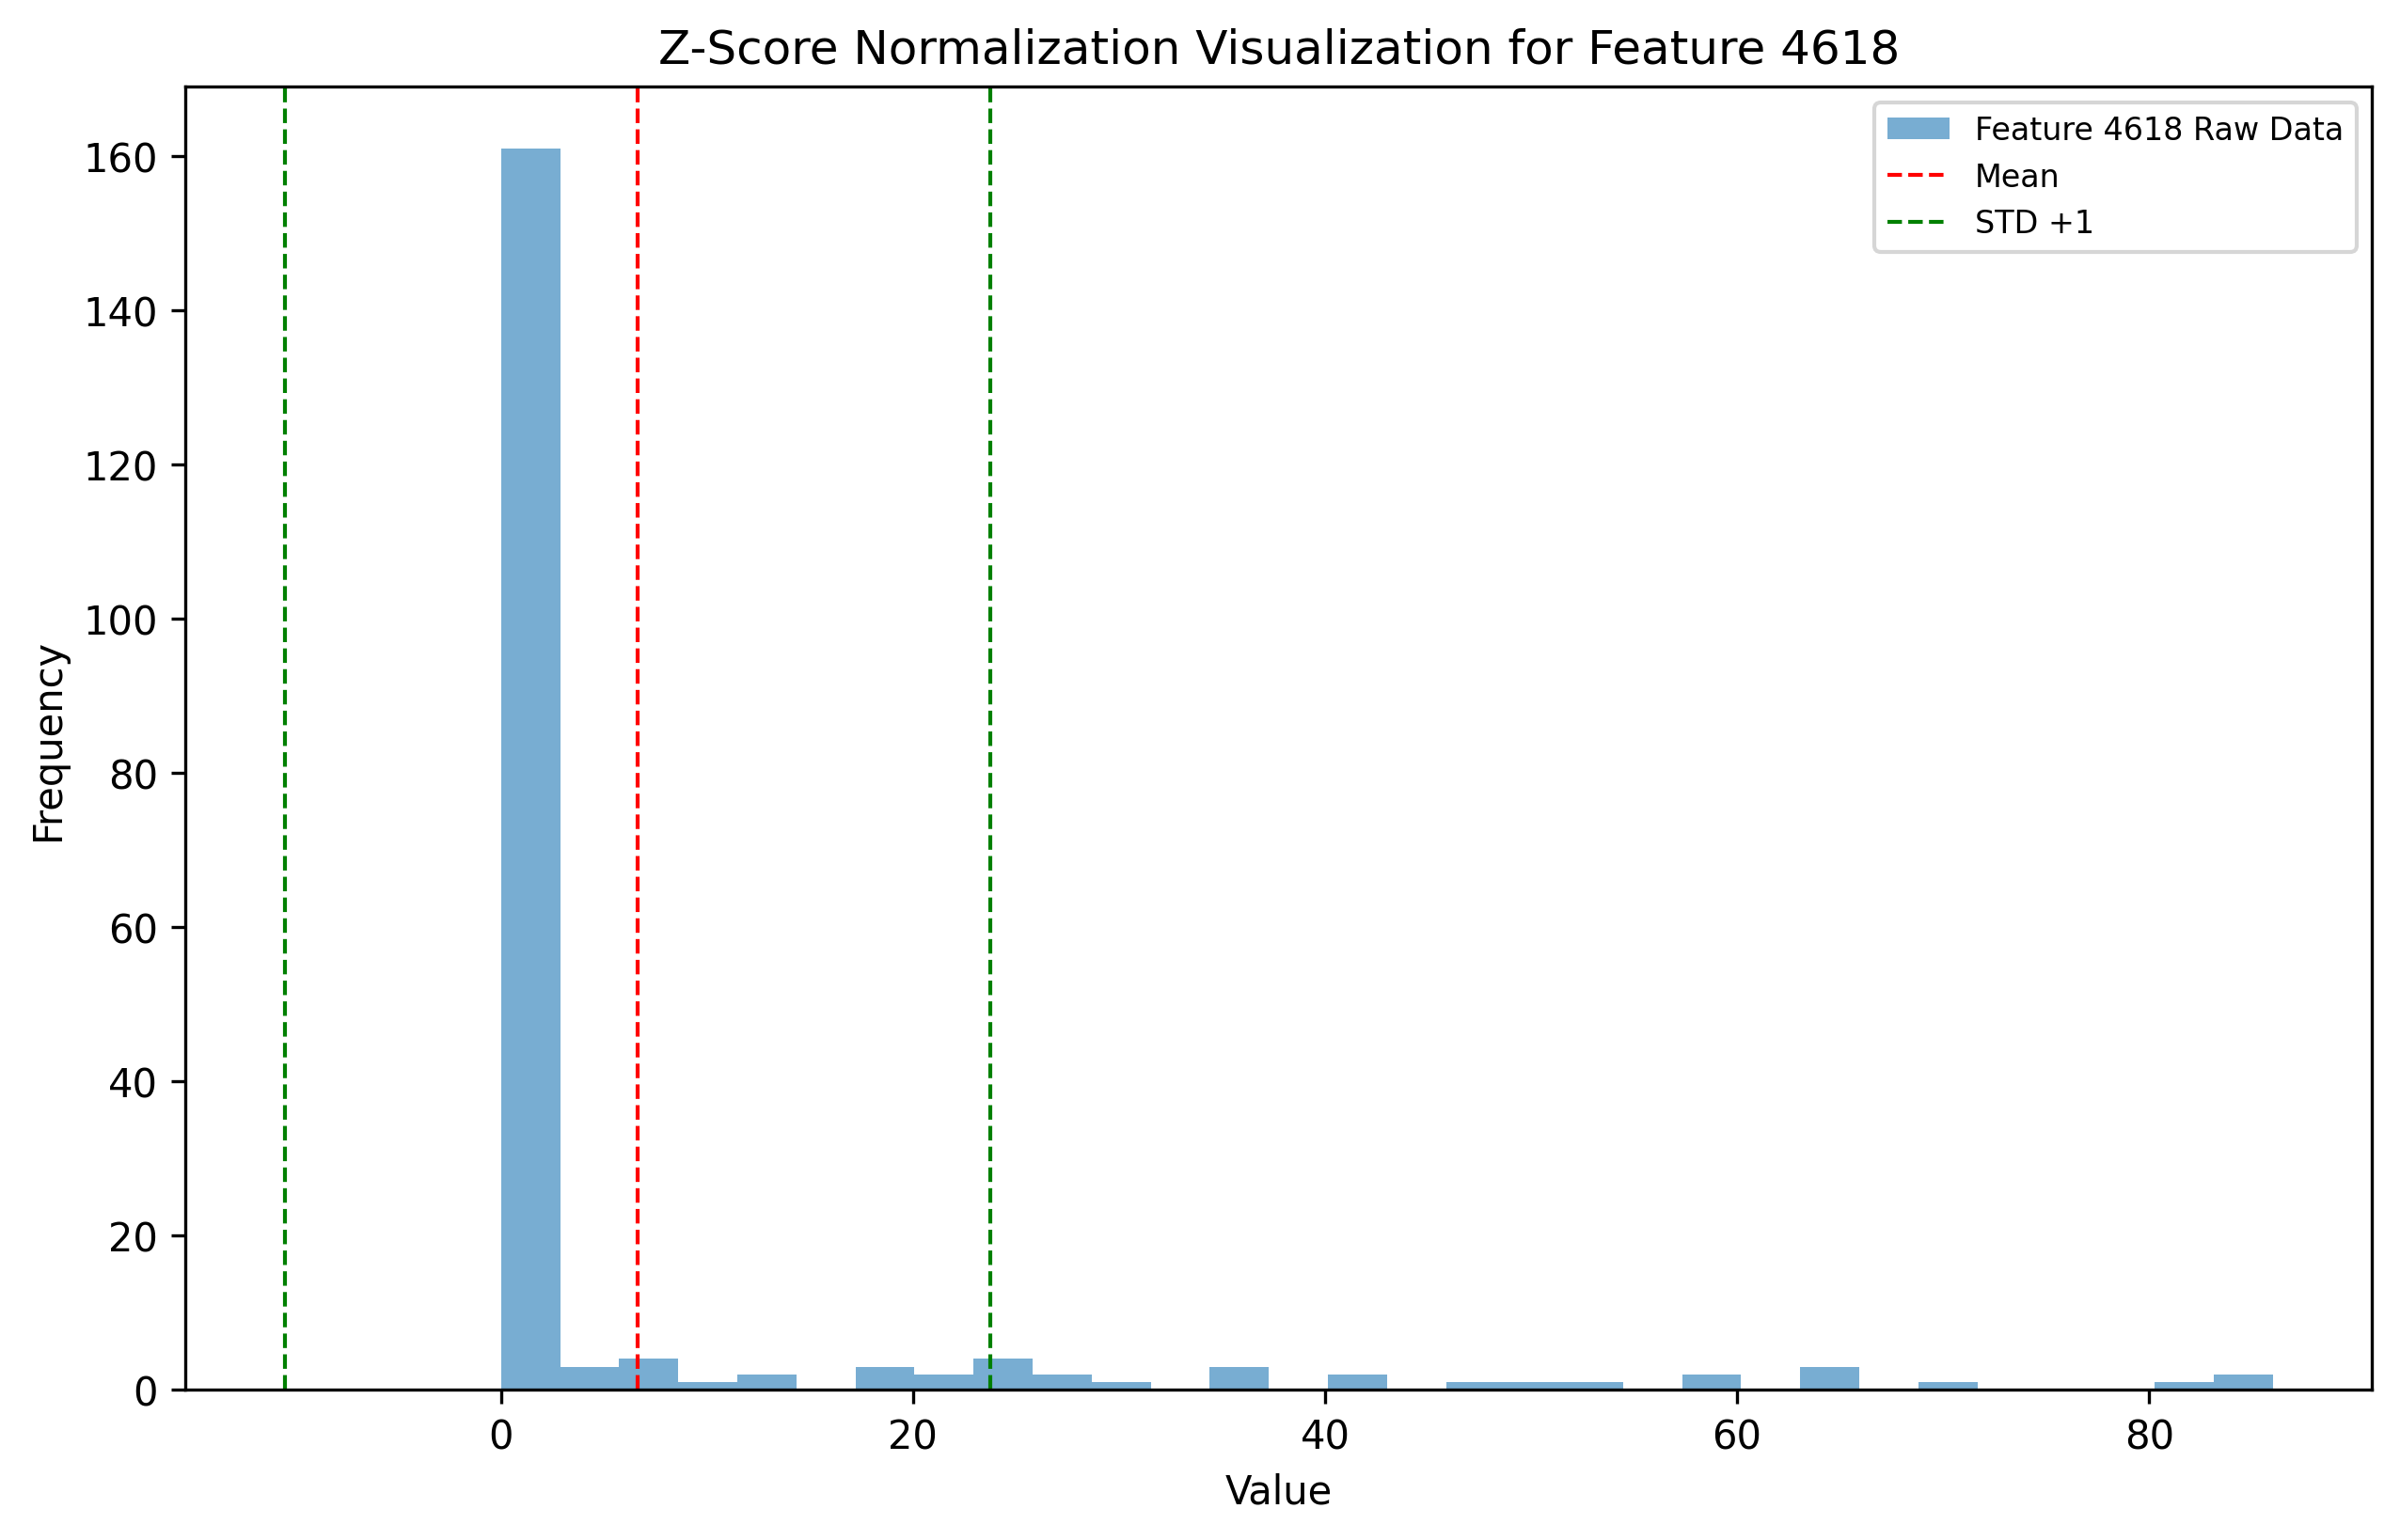 Z-Score Normalization Visualization for Feature 4618
Feature 4618 Raw Data
Mean
STD +1
160
140
120
100
80
60
40
20
0
Frequency
0 20 40 60 80
Value